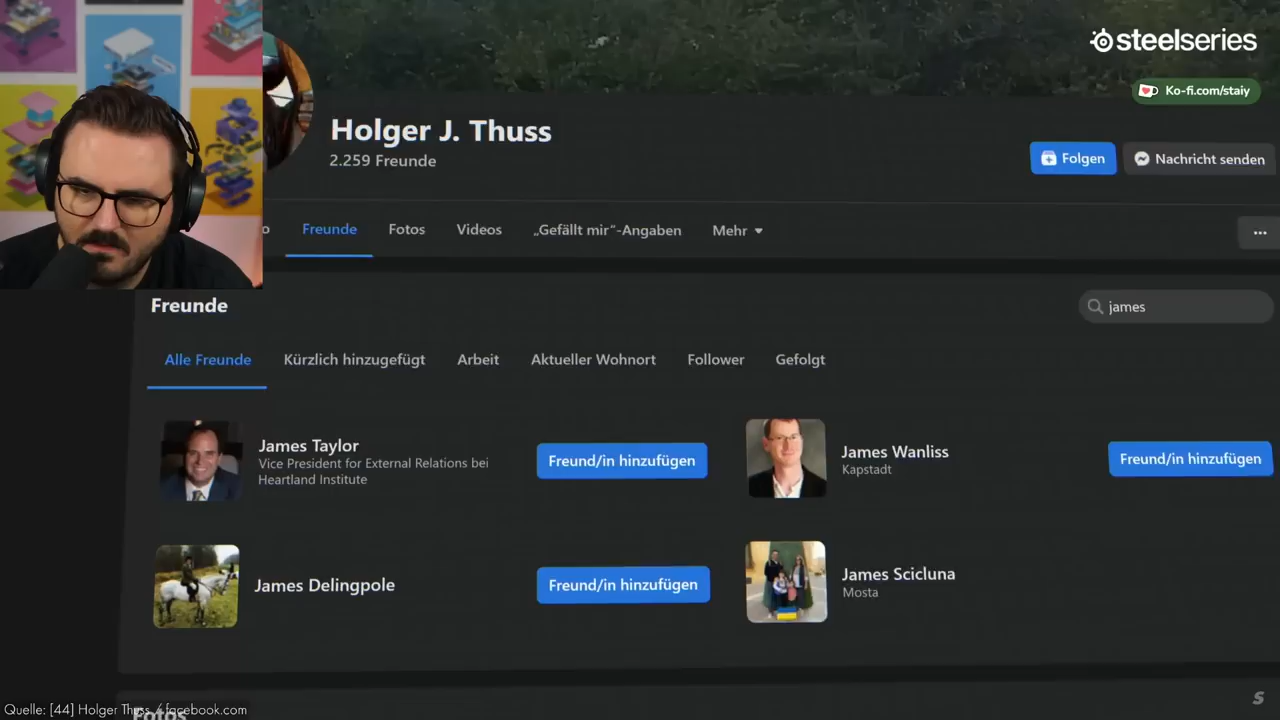 steelseries
Ko-fi.com/staiy
Holger J. Thuss
2.259 Freunde
Folgen
Nachricht senden
Freunde
Fotos
Videos
„Gefällt mir“-Angaben
Mehr
Freunde
james
Alle Freunde
Kürzlich hinzugefügt
Arbeit
Aktueller Wohnort
Follower
Gefolgt
James Taylor
Vice President for External Relations bei
Heartland Institute
Freund/in hinzufügen
James Wanliss
Kapstadt
Freund/in hinzufügen
James Delingpole
Freund/in hinzufügen
James Scicluna
Mosta
Quelle: [44] Holger Thuss / facebook.com
Fotos